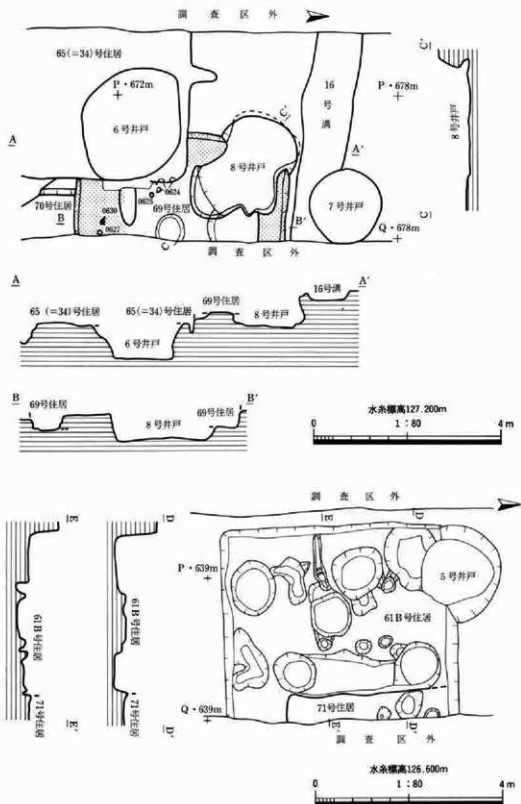 調査区外
65(=34)号住居
P・672m
6号井戸
16号溝
P・678m
C'
8号井戸
C
A
C'
8号井戸
A'
0624
0625
70号住居
B
0630
0627
69号住居
C
B'
7号井戸
Q・678m
調査区外
A
A'
65(=34)号住居
65(=34)号住居
69号住居
16号溝
6号井戸
8号井戸
B
B'
69号住居
8号井戸
69号住居
水糸標高127.200m
0
1:80
4m
調査区外
E
D
E
D
P・639m
5号井戸
61B号住居
61B号住居
61B号住居
71号住居
71号住居
71号住居
Q・639m
E'
D'
E'
D'
調査区外
水糸標高126.600m
0
1:80
4m